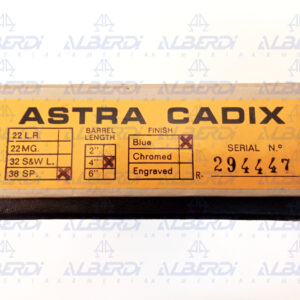 ALBERDI
ASTRA CADIX
22 L.R.
22 MG.
32 S&W L.
38 SP.
BARREL LENGTH
2"
4"
6"
FINISH
Blue
Chromed
Engraved
SERIAL N.º
R- 294447
ALBERDI